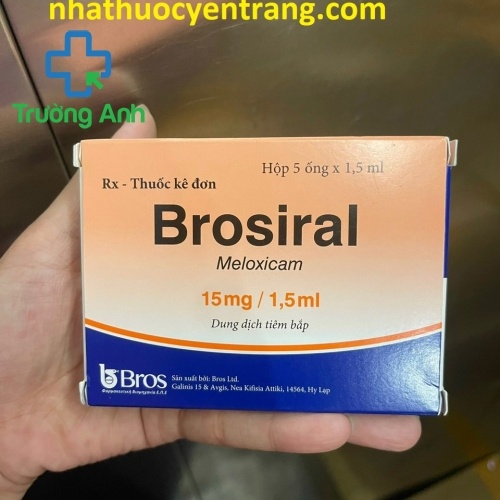 nhathuocyentrang.com
Trường Anh
Hộp 5 ống x 1,5 ml
Rx - Thuốc kê đơn
Brosiral
Meloxicam
15mg / 1,5ml
Dung dịch tiêm bắp
Bros
Φαρμακευτική Βιομηχανία Ε.Π.Ε
Sản xuất bởi: Bros Ltd.
Galinis 15 & Avgis, Nea Kifisia Attiki, 14564, Hy Lạp